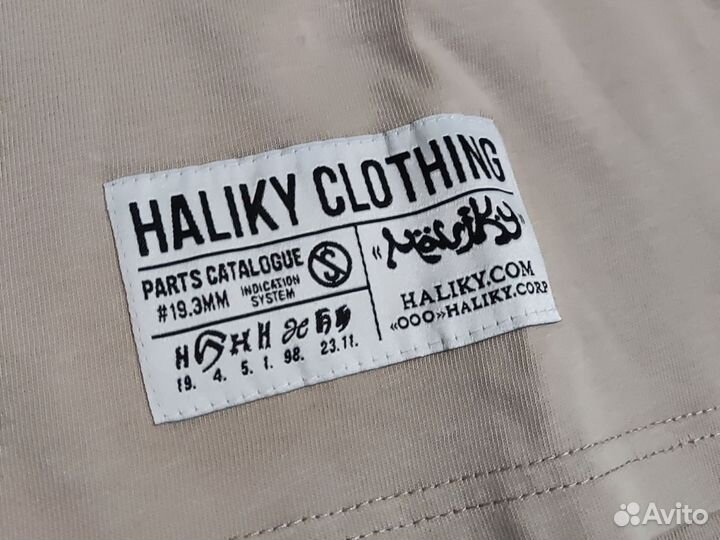 HALIKY CLOTHING
PARTS CATALOGUE
#19.3MM INDICATION SYSTEM
19. 4. 5. 1. 98. 23.11.
HALIKY.COM
«OOO»HALIKY.CORP
Avito